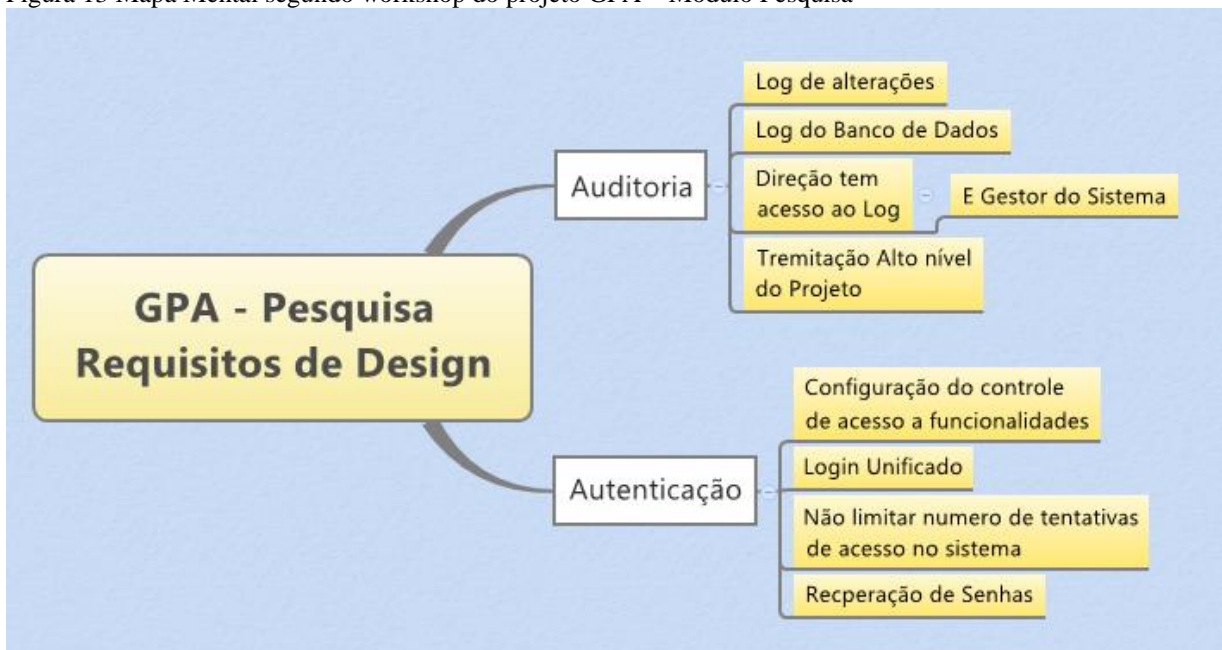 Figura 13 Mapa Mental segundo workshop do projeto GPA – Módulo Pesquisa
GPA - Pesquisa
Requisitos de Design
Auditoria
Log de alterações
Log do Banco de Dados
Direção tem
acesso ao Log
E Gestor do Sistema
Tremitação Alto nível
do Projeto
Autenticação
Configuração do controle
de acesso a funcionalidades
Login Unificado
Não limitar numero de tentativas
de acesso no sistema
Recperação de Senhas